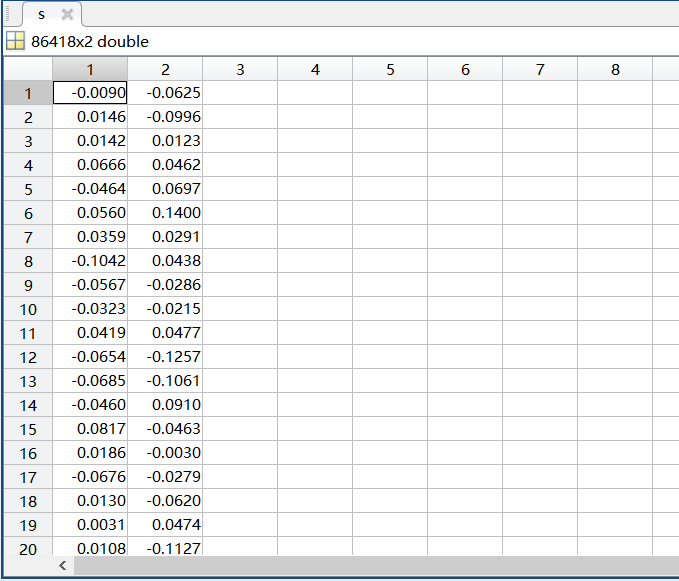 s
86418x2 double
1 2 3 4 5 6 7 8
1 -0.0090 -0.0625
2 0.0146 -0.0996
3 0.0142 0.0123
4 0.0666 0.0462
5 -0.0464 0.0697
6 0.0560 0.1400
7 0.0359 0.0291
8 -0.1042 0.0438
9 -0.0567 -0.0286
10 -0.0323 -0.0215
11 0.0419 0.0477
12 -0.0654 -0.1257
13 -0.0685 -0.1061
14 -0.0460 0.0910
15 0.0817 -0.0463
16 0.0186 -0.0030
17 -0.0676 -0.0279
18 0.0130 -0.0620
19 0.0031 0.0474
20 0.0108 -0.1127